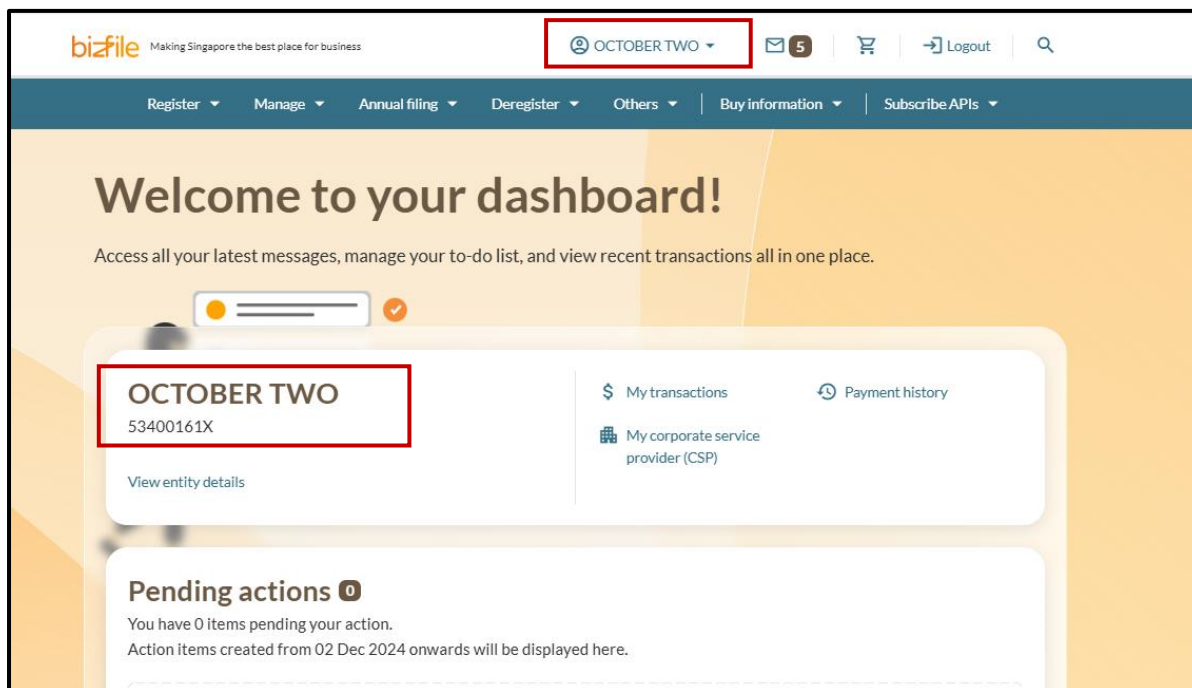 bizfile Making Singapore the best place for business OCTOBER TWO 5 Logout
Register Manage Annual filing Deregister Others Buy information Subscribe APIs
Welcome to your dashboard!
Access all your latest messages, manage your to-do list, and view recent transactions all in one place.
OCTOBER TWO
53400161X
View entity details
$ My transactions
Payment history
My corporate service
provider (CSP)
Pending actions 0
You have 0 items pending your action.
Action items created from 02 Dec 2024 onwards will be displayed here.